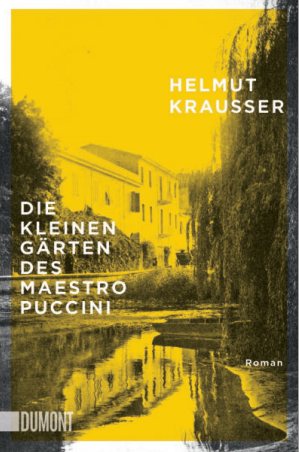 HELMUT
KRAUSSER
DIE
KLEINEN
GÄRTEN
DES
MAESTRO
PUCCINI
Roman
DUMONT